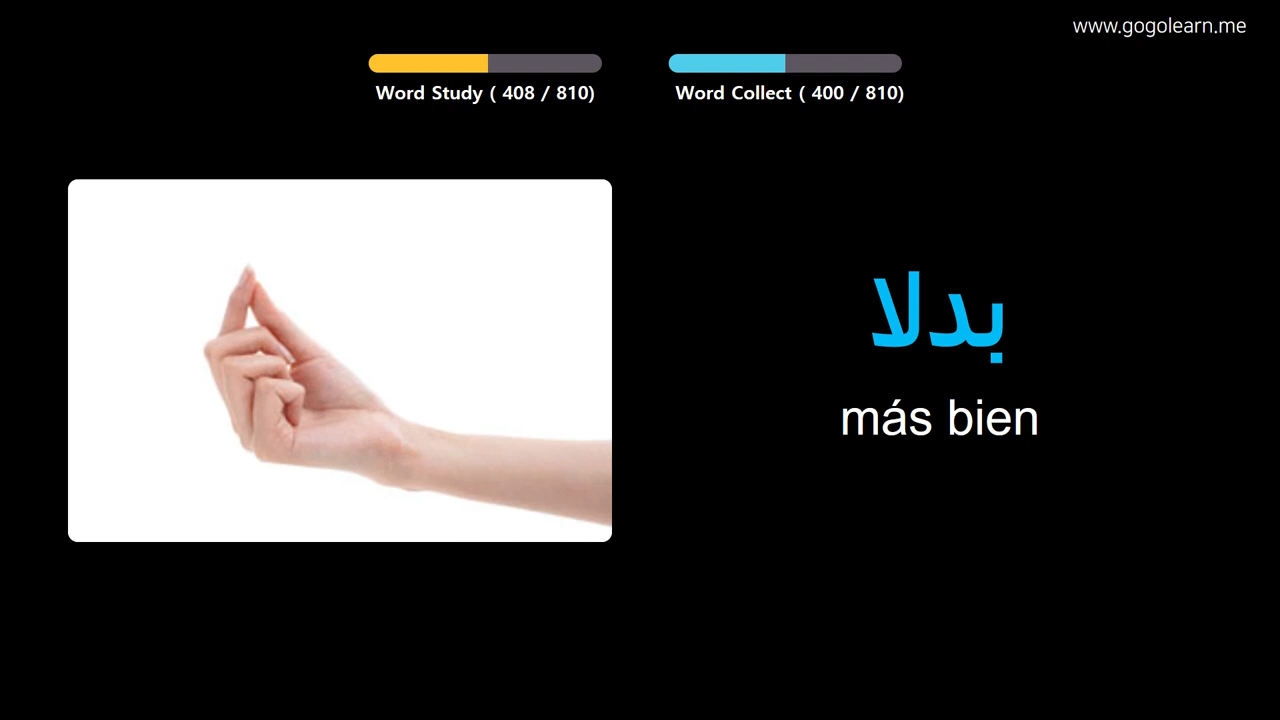 www.gogolearn.me
Word Study ( 408 / 810)
Word Collect ( 400 / 810)
بدلا
más bien